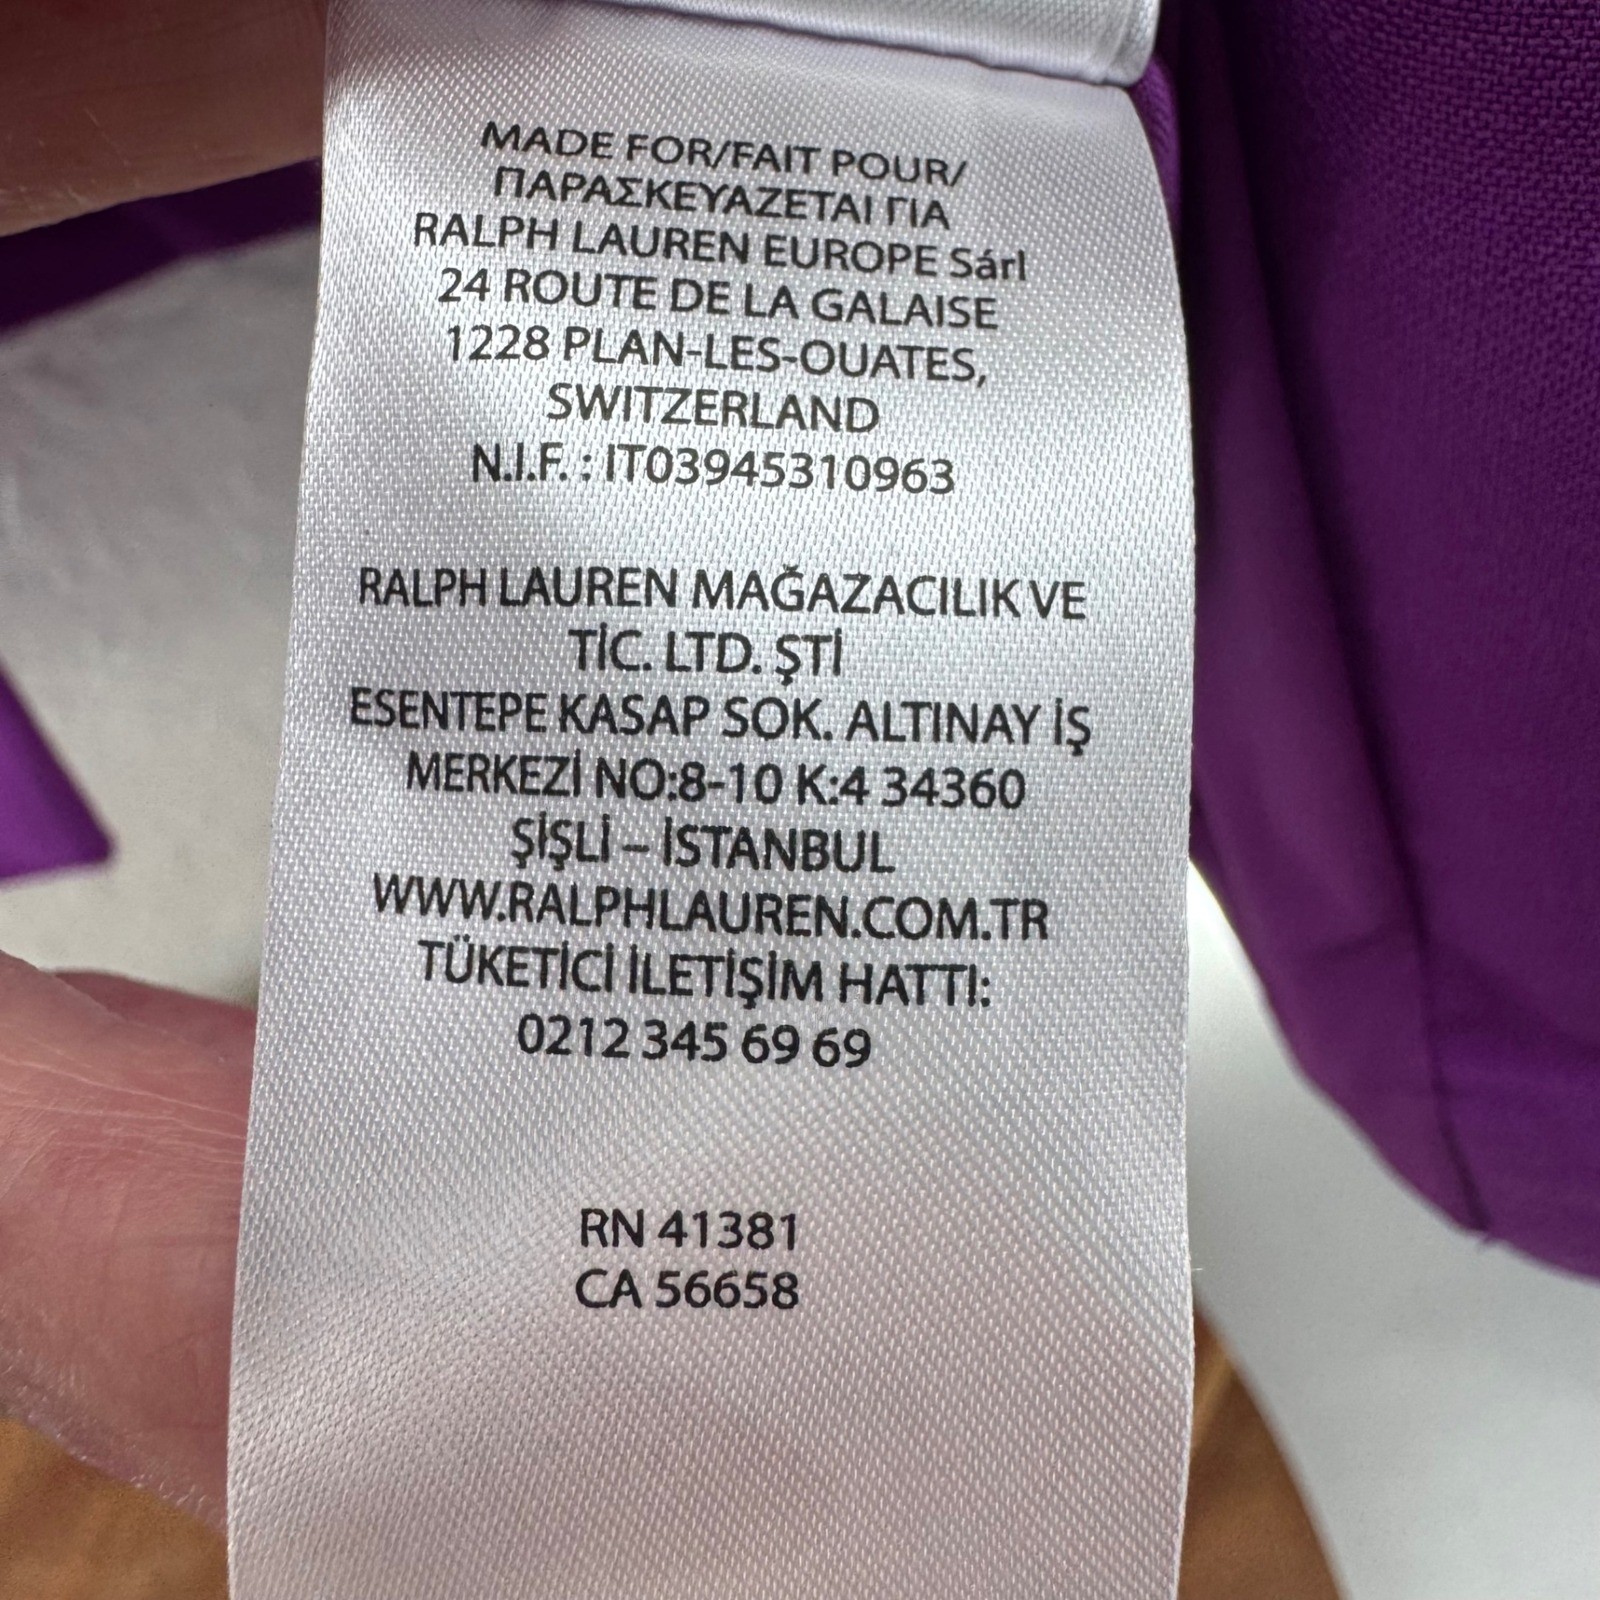 MADE FOR/FAIT POUR/
ΠΑΡΑΣΚΕΥΑΖΕΤΑΙ ΓΙΑ
RALPH LAUREN EUROPE Sárl
24 ROUTE DE LA GALAISE
1228 PLAN-LES-OUATES,
SWITZERLAND
N.I.F. : IT03945310963
RALPH LAUREN MAĞAZACILIK VE
TİC. LTD. ŞTİ
ESENTEPE KASAP SOK. ALTINAY İŞ
MERKEZİ NO:8-10 K:4 34360
ŞİŞLİ – İSTANBUL
WWW.RALPHLAUREN.COM.TR
TÜKETİCİ İLETİŞİM HATTI:
0212 345 69 69
RN 41381
CA 56658